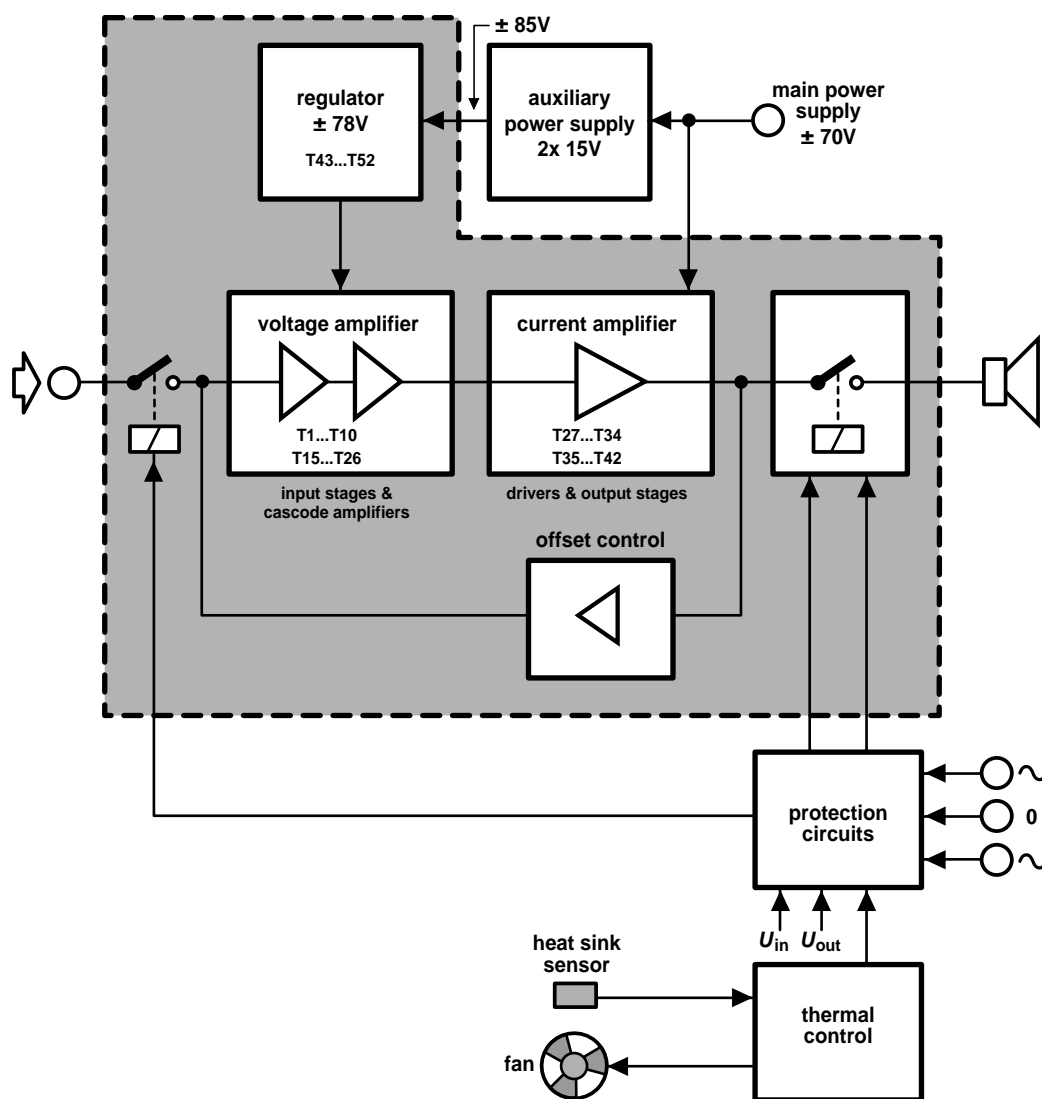 ± 85V
regulator
± 78V
T43...T52
auxiliary
power supply
2x 15V
main power
supply
± 70V
voltage amplifier
T1...T10
T15...T26
input stages &
cascode amplifiers
current amplifier
T27...T34
T35...T42
drivers & output stages
offset control
protection
circuits
∼
0
∼
Uin
Uout
heat sink
sensor
thermal
control
fan